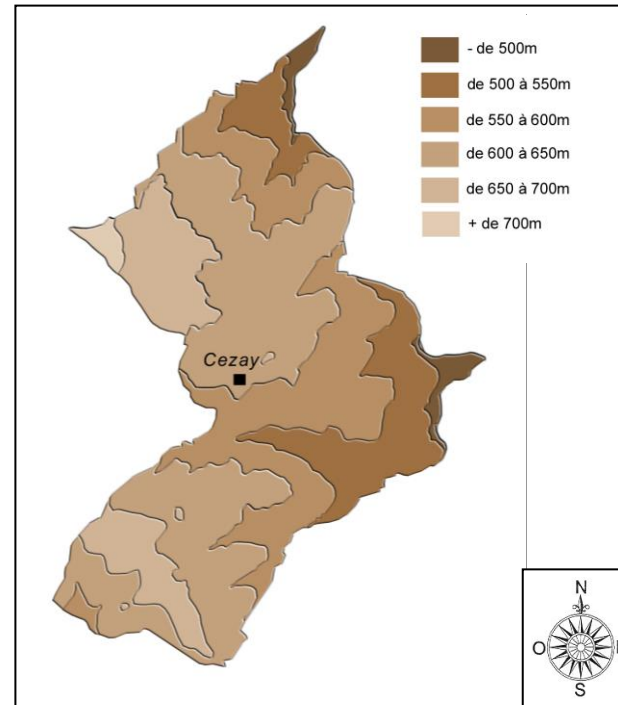 - de 500m
de 500 à 550m
de 550 à 600m
de 600 à 650m
de 650 à 700m
+ de 700m
Cezay
N
O
S